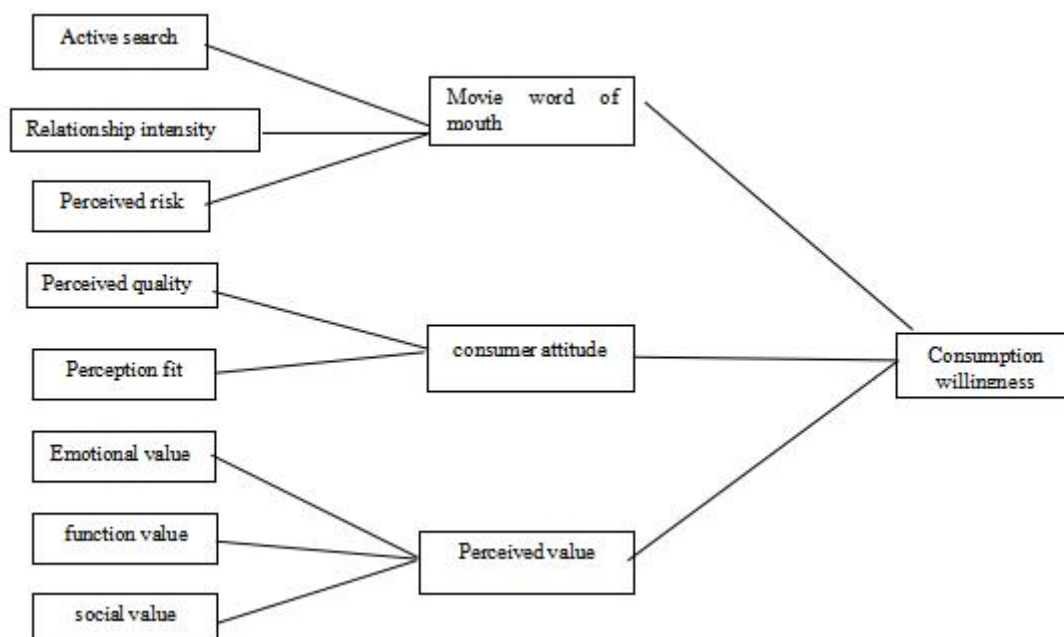 Active search
Relationship intensity
Perceived risk
Perceived quality
Perception fit
Emotional value
function value
social value
Movie word of
mouth
consumer attitude
Perceived value
Consumption
willingness